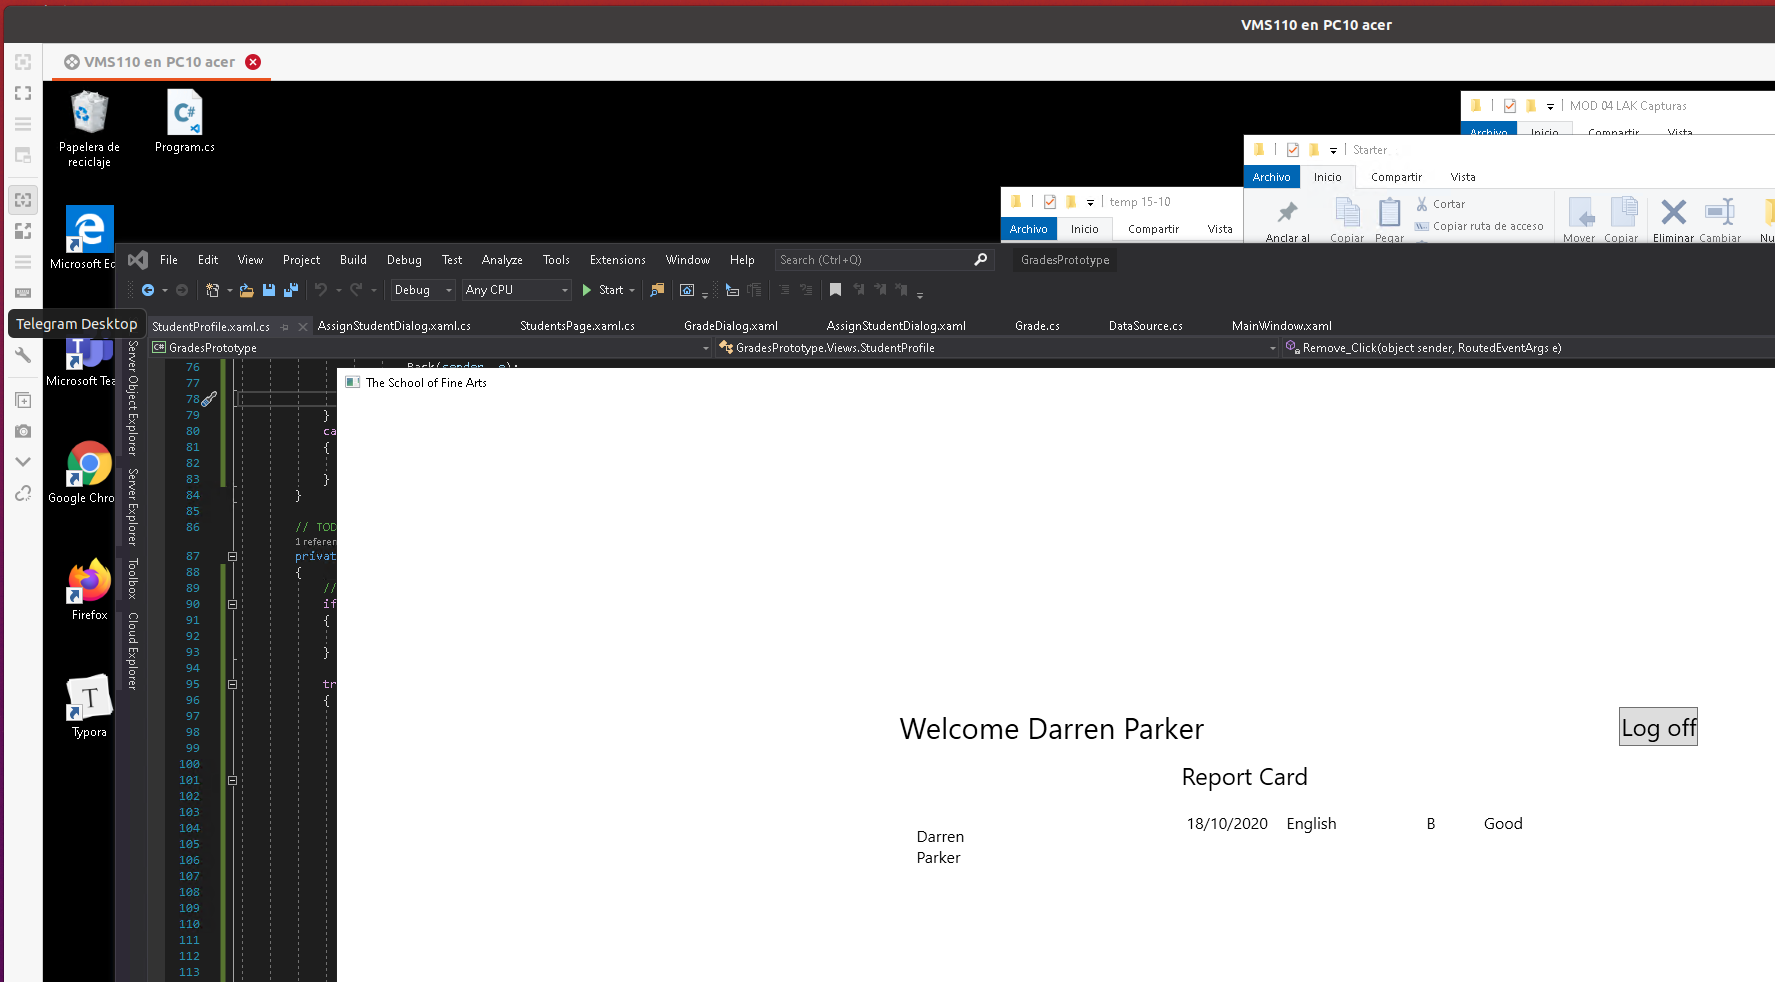 VMS110 en PC10 acer
VMS110 en PC10 acer
Papelera de
reciclaje
Program.cs
MOD 04 LAK Capturas
Archivo Inicio Compartir Vista
Starter
Archivo Inicio Compartir Vista
Cortar
Copiar ruta de acceso
Anclar al Copiar Pegar Mover Copiar Eliminar Cambiar Nu
temp 15-10
Archivo Inicio Compartir Vista
Microsoft Ed
File Edit View Project Build Debug Test Analyze Tools Extensions Window Help Search (Ctrl+Q) GradesPrototype
Debug Any CPU Start
Telegram Desktop
StudentProfile.xaml.cs AssignStudentDialog.xaml.cs StudentsPage.xaml.cs GradeDialog.xaml AssignStudentDialog.xaml Grade.cs DataSource.cs MainWindow.xaml
GradesPrototype GradesPrototype.Views.StudentProfile Remove_Click(object sender, RoutedEventArgs e)
Microsoft Tea
Google Chro
Firefox
Typora
Server Object Explorer
Server Explorer
Toolbox
Cloud Explorer
76 Back(sender, e);
77
78
79 }
80 ca
81 {
82
83 }
84 }
85
86 // TOD
1 referen
87 privat
88 {
89 //
90 if
91 {
92
93 }
94
95 tr
96 {
97
98
99
100
101
102
103
104
105
106
107
108
109
110
111
112
113
The School of Fine Arts
Welcome Darren Parker
Log off
Report Card
18/10/2020 English B Good
Darren
Parker